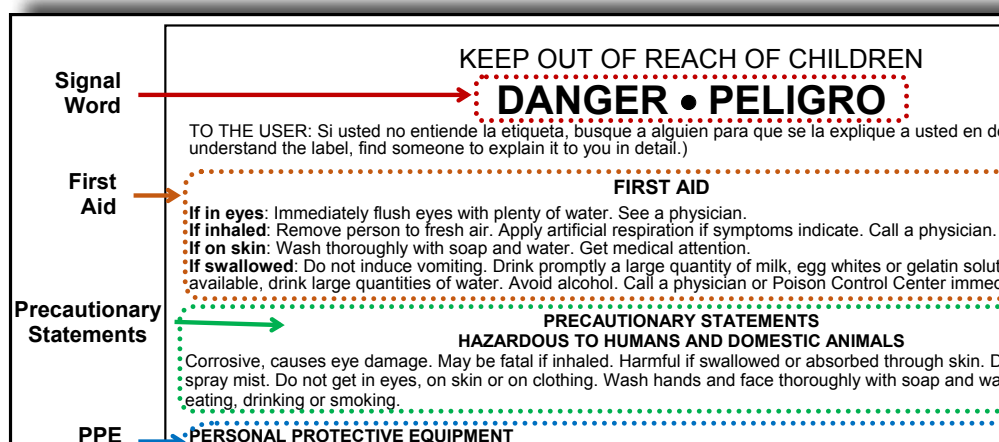 KEEP OUT OF REACH OF CHILDREN
Signal
Word
DANGER • PELIGRO
TO THE USER: Si usted no entiende la etiqueta, busque a alguien para que se la explique a usted en
understand the label, find someone to explain it to you in detail.)
First
Aid
FIRST AID
If in eyes: Immediately flush eyes with plenty of water. See a physician.
If inhaled: Remove person to fresh air. Apply artificial respiration if symptoms indicate. Call a physician.
If on skin: Wash thoroughly with soap and water. Get medical attention.
If swallowed: Do not induce vomiting. Drink promptly a large quantity of milk, egg whites or gelatin
available, drink large quantities of water. Avoid alcohol. Call a physician or Poison Control Center
Precautionary
Statements
PRECAUTIONARY STATEMENTS
HAZARDOUS TO HUMANS AND DOMESTIC ANIMALS
Corrosive, causes eye damage. May be fatal if inhaled. Harmful if swallowed or absorbed through skin.
spray mist. Do not get in eyes, on skin or on clothing. Wash hands and face thoroughly with soap and
eating, drinking or smoking.
PPE
PERSONAL PROTECTIVE EQUIPMENT